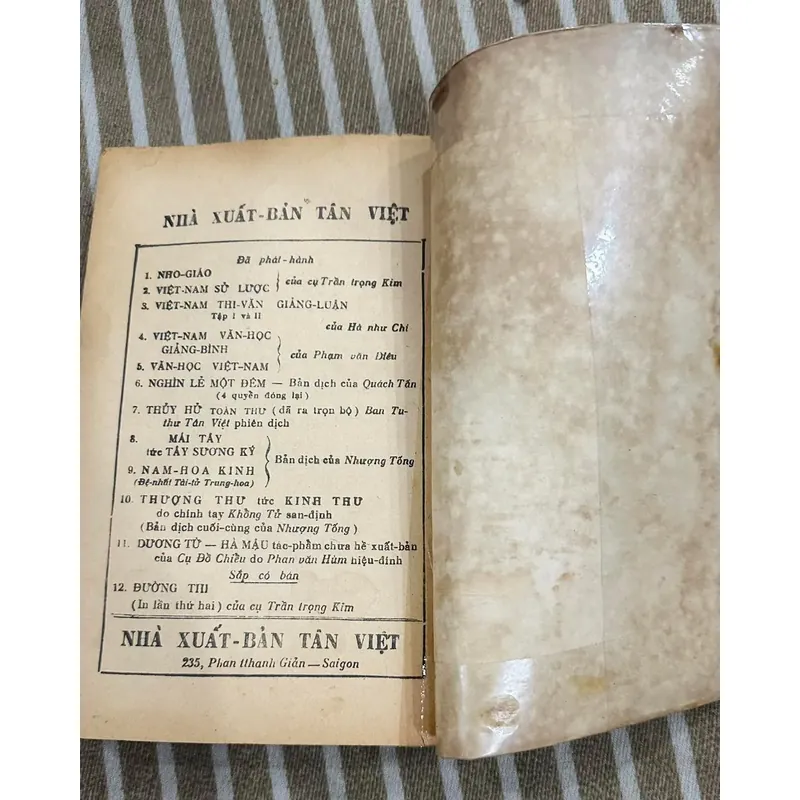 NHÀ XUẤT-BẢN TÂN VIỆT
Đã phát-hành
1. NHO-GIÁO
2. VIỆT-NAM SỬ LƯỢC
của cụ Trần trọng Kim
3. VIỆT-NAM THI-VĂN GIẢNG-LUẬN
Tập I và II
của Hà như Chi
4. VIỆT-NAM VĂN-HỌC
GIẢNG-BÌNH
của Phạm văn Diêu
5. VĂN-HỌC VIỆT-NAM
6. NGHÌN LẺ MỘT ĐÊM — Bản dịch của Quách Tấn
(4 quyển đóng lại)
7. THỦY HỬ TOÀN THƯ (đã ra trọn bộ) Ban Tu-
thư Tân Việt phiên dịch
8. MÁI TÂY
tức TÂY SƯƠNG KÝ
Bản dịch của Nhượng Tống
9. NAM-HOA KINH
(Đệ-nhất Tài-tử Trung-hoa)
10. THƯỢNG THƯ tức KINH THƯ
do chính tay Khổng Tử san-định
(Bản dịch cuối-cùng của Nhượng Tống)
11. DƯƠNG TỪ — HÀ MẬU tác-phẩm chưa hề xuất-bản
của Cụ Đồ Chiểu do Phan văn Hùm hiệu-đính
Sắp có bán
12. ĐƯỜNG THI
(In lần thứ hai) của cụ Trần trọng Kim
NHÀ XUẤT-BẢN TÂN VIỆT
235, Phan tthanh Giản — Saigon